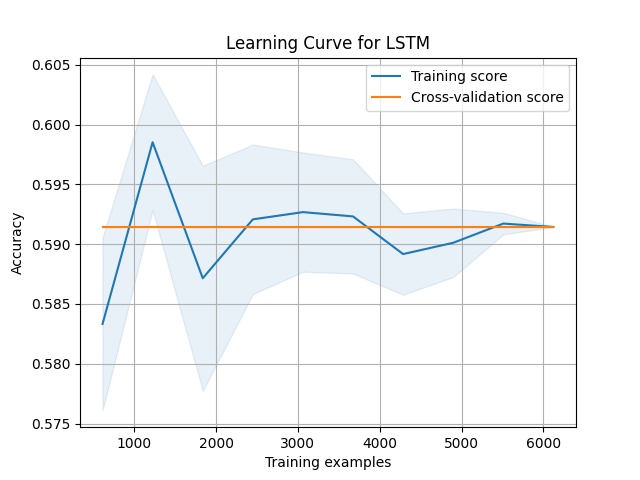 Learning Curve for LSTM
Training score
Cross-validation score
Accuracy
0.605
0.600
0.595
0.590
0.585
0.580
0.575
1000 2000 3000 4000 5000 6000
Training examples